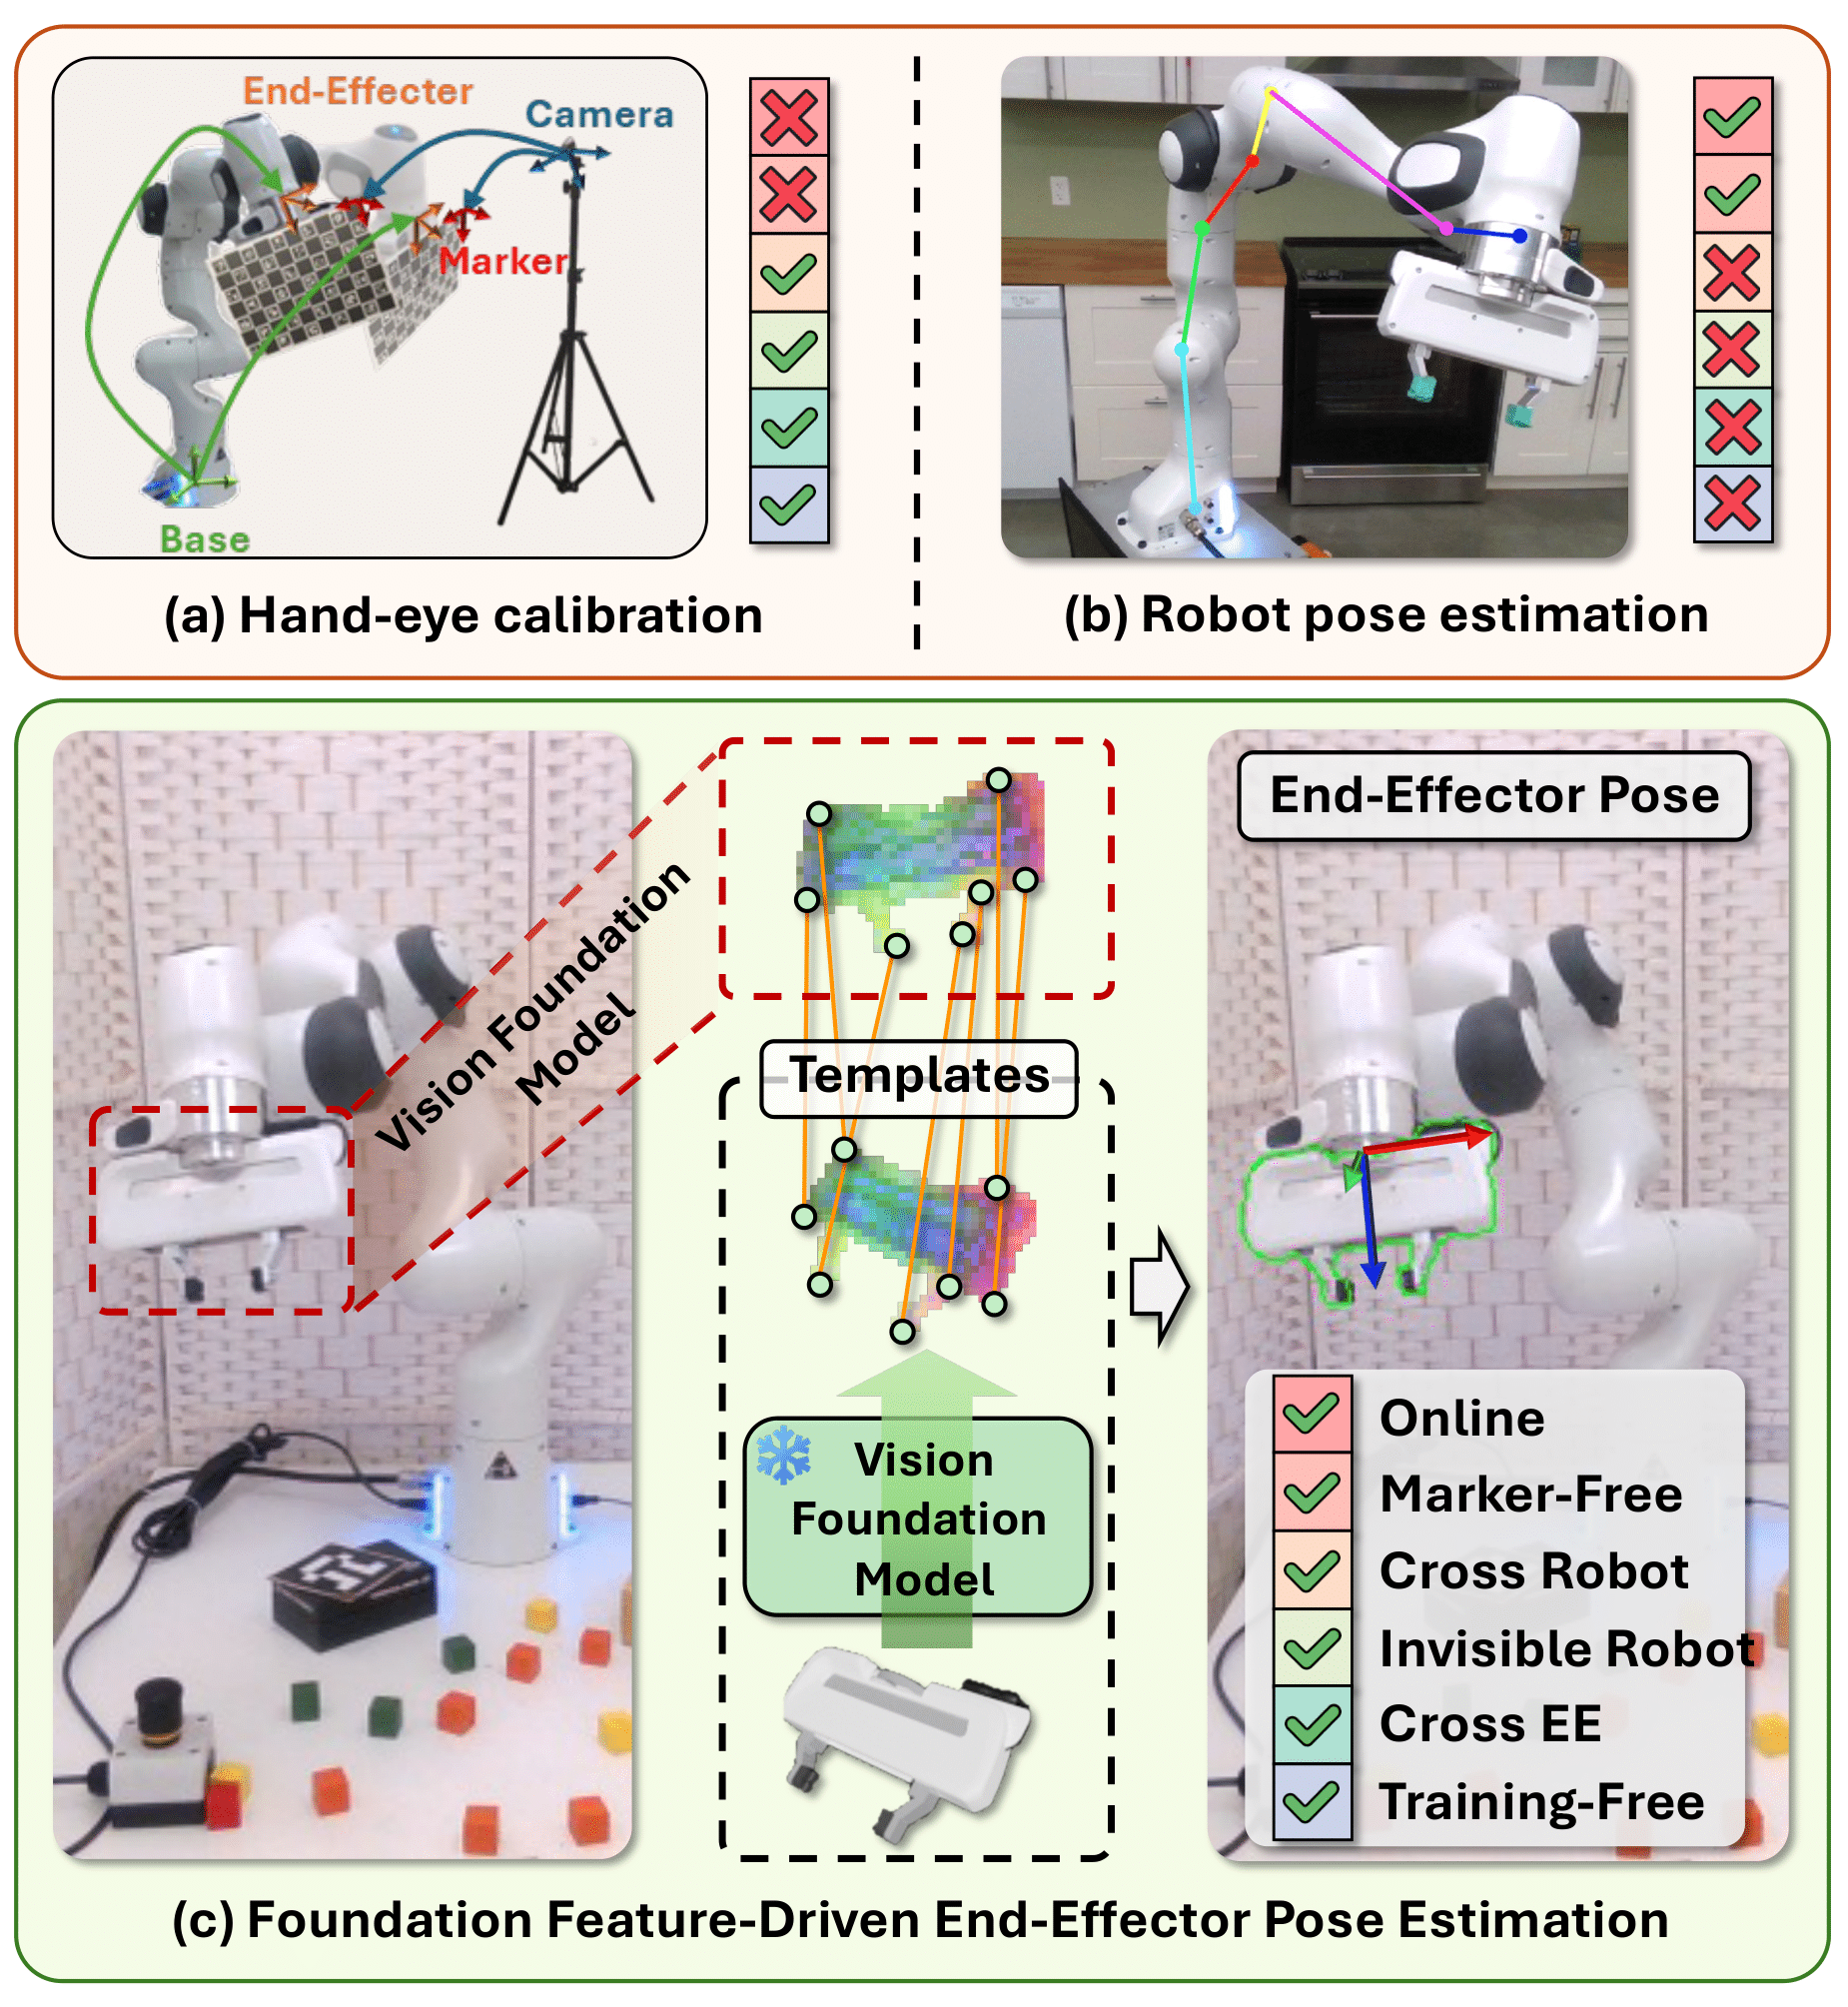 End-Effecter
Camera
Marker
Base
(a) Hand-eye calibration
(b) Robot pose estimation
Vision Foundation
Model
Templates
Vision
Foundation
Model
End-Effector Pose
Online
Marker-Free
Cross Robot
Invisible Robot
Cross EE
Training-Free
(c) Foundation Feature-Driven End-Effector Pose Estimation